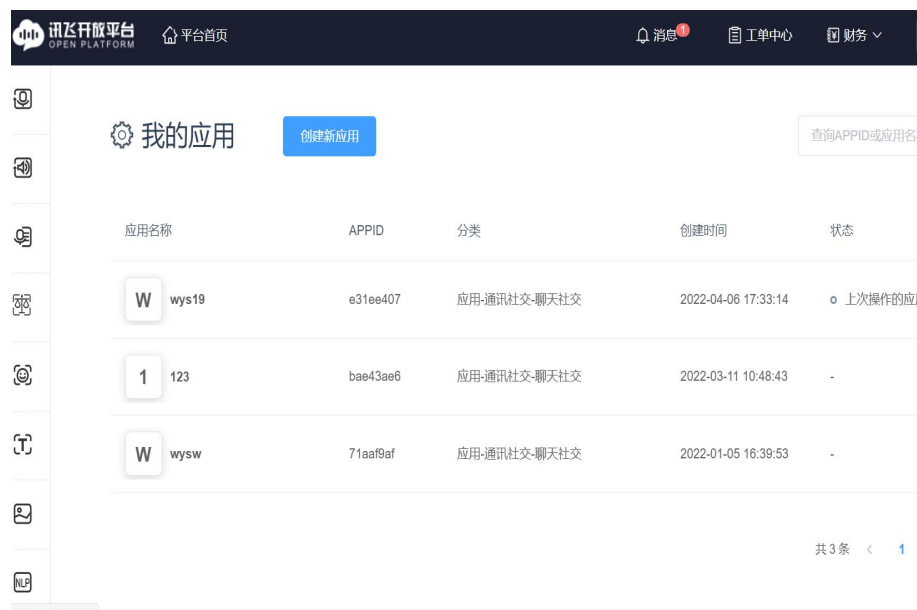 讯飞开放平台
OPEN PLATFORM
平台首页
消息 1
工单中心
财务
我的应用
创建新应用
查询APPID或应用名
应用名称 APPID 分类 创建时间 状态
W wys19 e31ee407 应用-通讯社交-聊天社交 2022-04-06 17:33:14 上次操作的应
1 123 bae43ae6 应用-通讯社交-聊天社交 2022-03-11 10:48:43 -
W wysw 71aaf9af 应用-通讯社交-聊天社交 2022-01-05 16:39:53 -
共 3 条 < 1
T
NLP